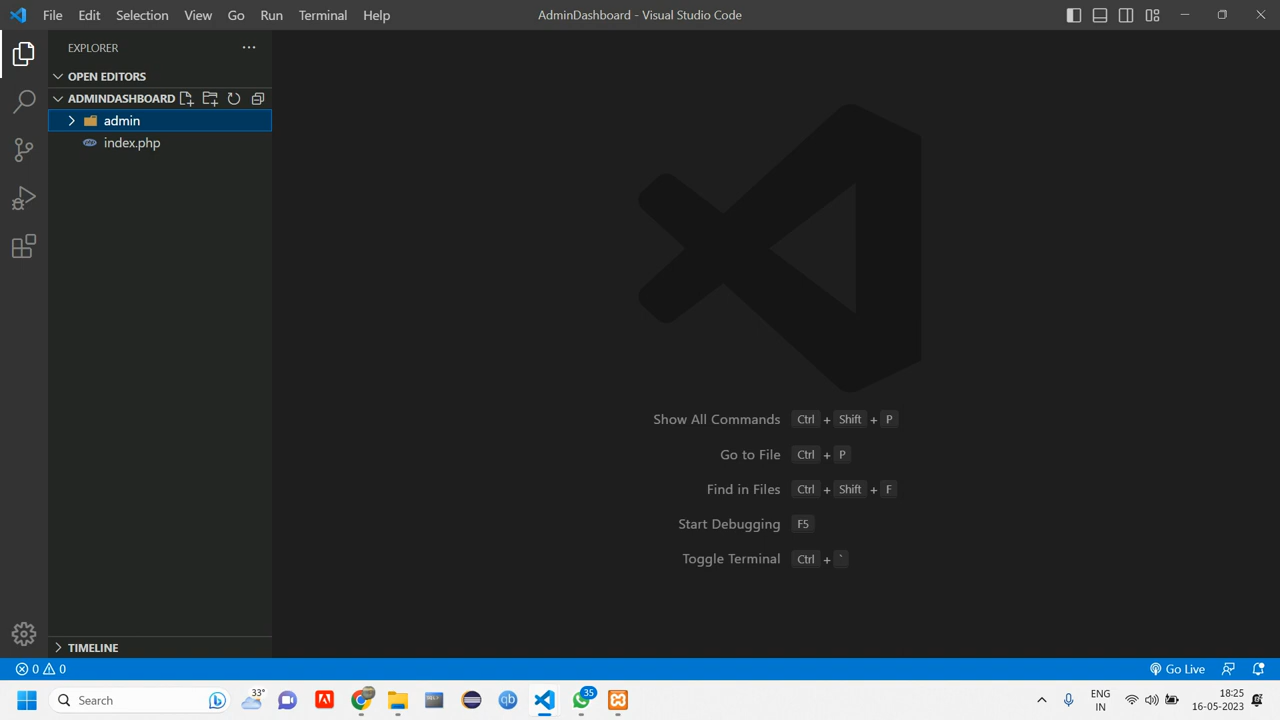 File Edit Selection View Go Run Terminal Help
AdminDashboard - Visual Studio Code
EXPLORER
OPEN EDITORS
ADMINDASHBOARD
admin
index.php
Show All Commands Ctrl + Shift + P
Go to File Ctrl + P
Find in Files Ctrl + Shift + F
Start Debugging F5
Toggle Terminal Ctrl + `
TIMELINE
0 0
Go Live
Search
33°
qb
35
ENG
IN
18:25
16-05-2023